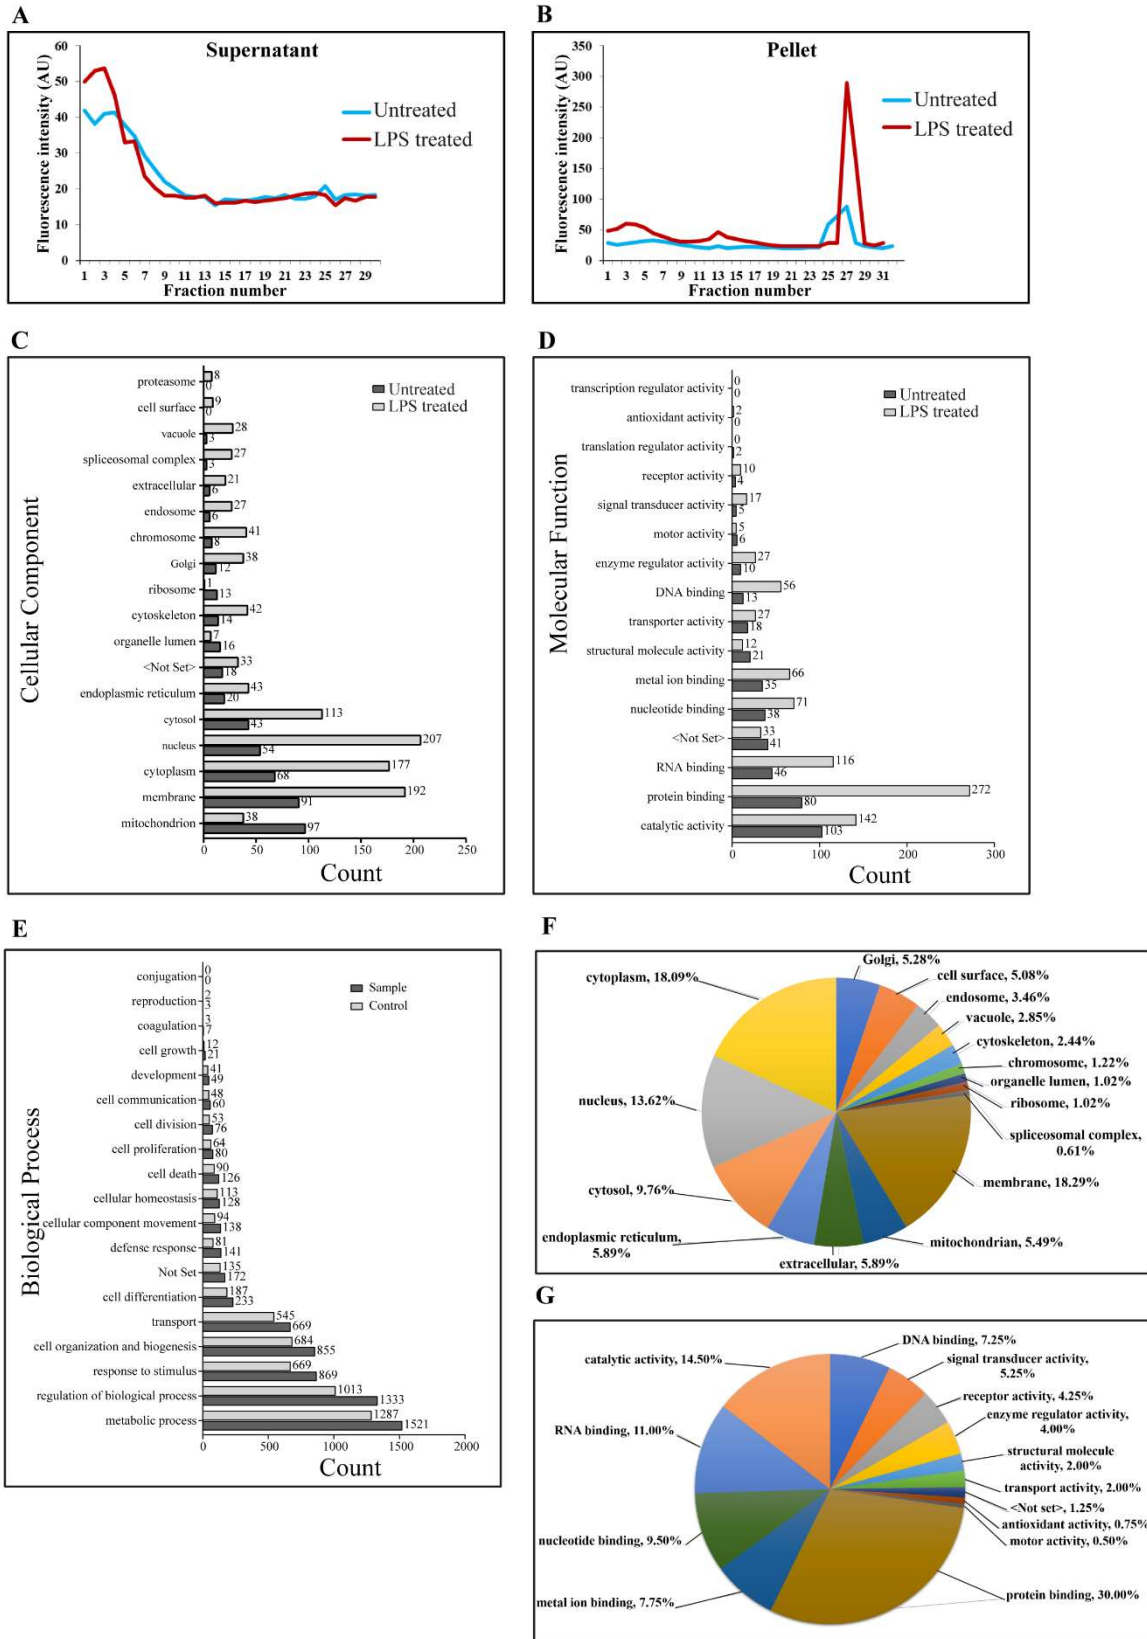 A
Supernatant
Fluorescence intensity (AU)
60
50
40
30
20
10
0
1 3 5 7 9 11 13 15 17 19 21 23 25 27 29
Fraction number
Untreated
LPS treated
B
Pellet
Fluorescence intensity (AU)
350
300
250
200
150
100
50
0
1 3 5 7 9 11 13 15 17 19 21 23 25 27 29 31
Fraction number
Untreated
LPS treated
C
Cellular Component
Untreated
LPS treated
proteasome 8 0
cell surface 9 0
vacuole 28 3
spliceosomal complex 27 3
extracellular 21 6
endosome 27 6
chromosome 41 8
Golgi 38 12
ribosome 1 13
cytoskeleton 42 14
organelle lumen 7 16
<Not Set> 33 18
endoplasmic reticulum 43 20
cytosol 113 43
nucleus 207 54
cytoplasm 177 68
membrane 192 91
mitochondrion 38 97
0 50 100 150 200 250
Count
D
Molecular Function
Untreated
LPS treated
transcription regulator activity 0 0
antioxidant activity 2 0
translation regulator activity 0 2
receptor activity 10 4
signal transducer activity 17 5
motor activity 5 6
enzyme regulator activity 27 10
DNA binding 56 13
transporter activity 27 18
structural molecule activity 12 21
metal ion binding 66 35
nucleotide binding 71 38
<Not Set> 33 41
RNA binding 116 46
protein binding 272 80
catalytic activity 142 103
0 100 200 300
Count
E
Biological Process
Sample
Control
conjugation 0 0
reproduction 2 3
coagulation 3 7
cell growth 12 21
development 41 49
cell communication 48 60
cell division 53 76
cell proliferation 64 80
cell death 90 126
cellular homeostasis 113 128
cellular component movement 94 138
defense response 81 141
Not Set 135 172
cell differentiation 187 233
transport 545 669
cell organization and biogenesis 684 855
response to stimulus 669 869
regulation of biological process 1013 1333
metabolic process 1287 1521
0 500 1000 1500 2000
Count
F
Golgi, 5.28%
cell surface, 5.08%
endosome, 3.46%
vacuole, 2.85%
cytoskeleton, 2.44%
chromosome, 1.22%
organelle lumen, 1.02%
ribosome, 1.02%
spliceosomal complex,
0.61%
membrane, 18.29%
mitochondrian, 5.49%
extracellular, 5.89%
endoplasmic reticulum,
5.89%
cytosol, 9.76%
nucleus, 13.62%
cytoplasm, 18.09%
G
DNA binding, 7.25%
signal transducer activity,
5.25%
receptor activity, 4.25%
enzyme regulator activity,
4.00%
structural molecule
activity, 2.00%
transport activity, 2.00%
<Not set>, 1.25%
antioxidant activity, 0.75%
motor activity, 0.50%
protein binding, 30.00%
metal ion binding, 7.75%
nucleotide binding, 9.50%
RNA binding, 11.00%
catalytic activity, 14.50%